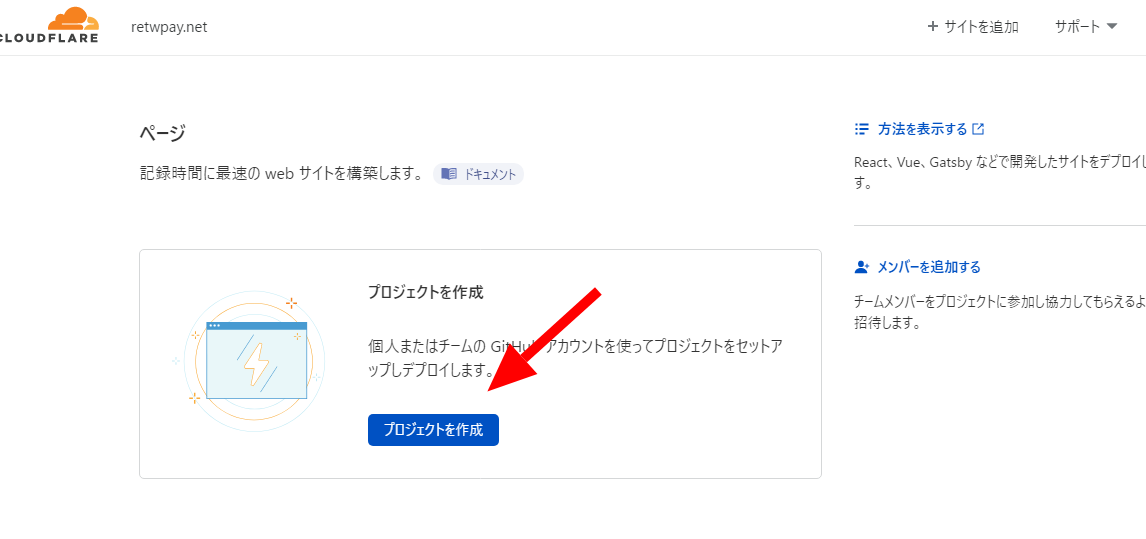 CLOUDFLARE
retwpay.net
+ サイトを追加
サポート
ページ
記録時間に最速の web サイトを構築します。
ドキュメント
方法を表示する
React、Vue、Gatsby などで開発したサイトをデプロイし
す。
プロジェクトを作成
個人またはチームの GitHub アカウントを使ってプロジェクトをセットア
ップしデプロイします。
プロジェクトを作成
メンバーを追加する
チームメンバーをプロジェクトに参加し協力してもらえるよ
招待します。